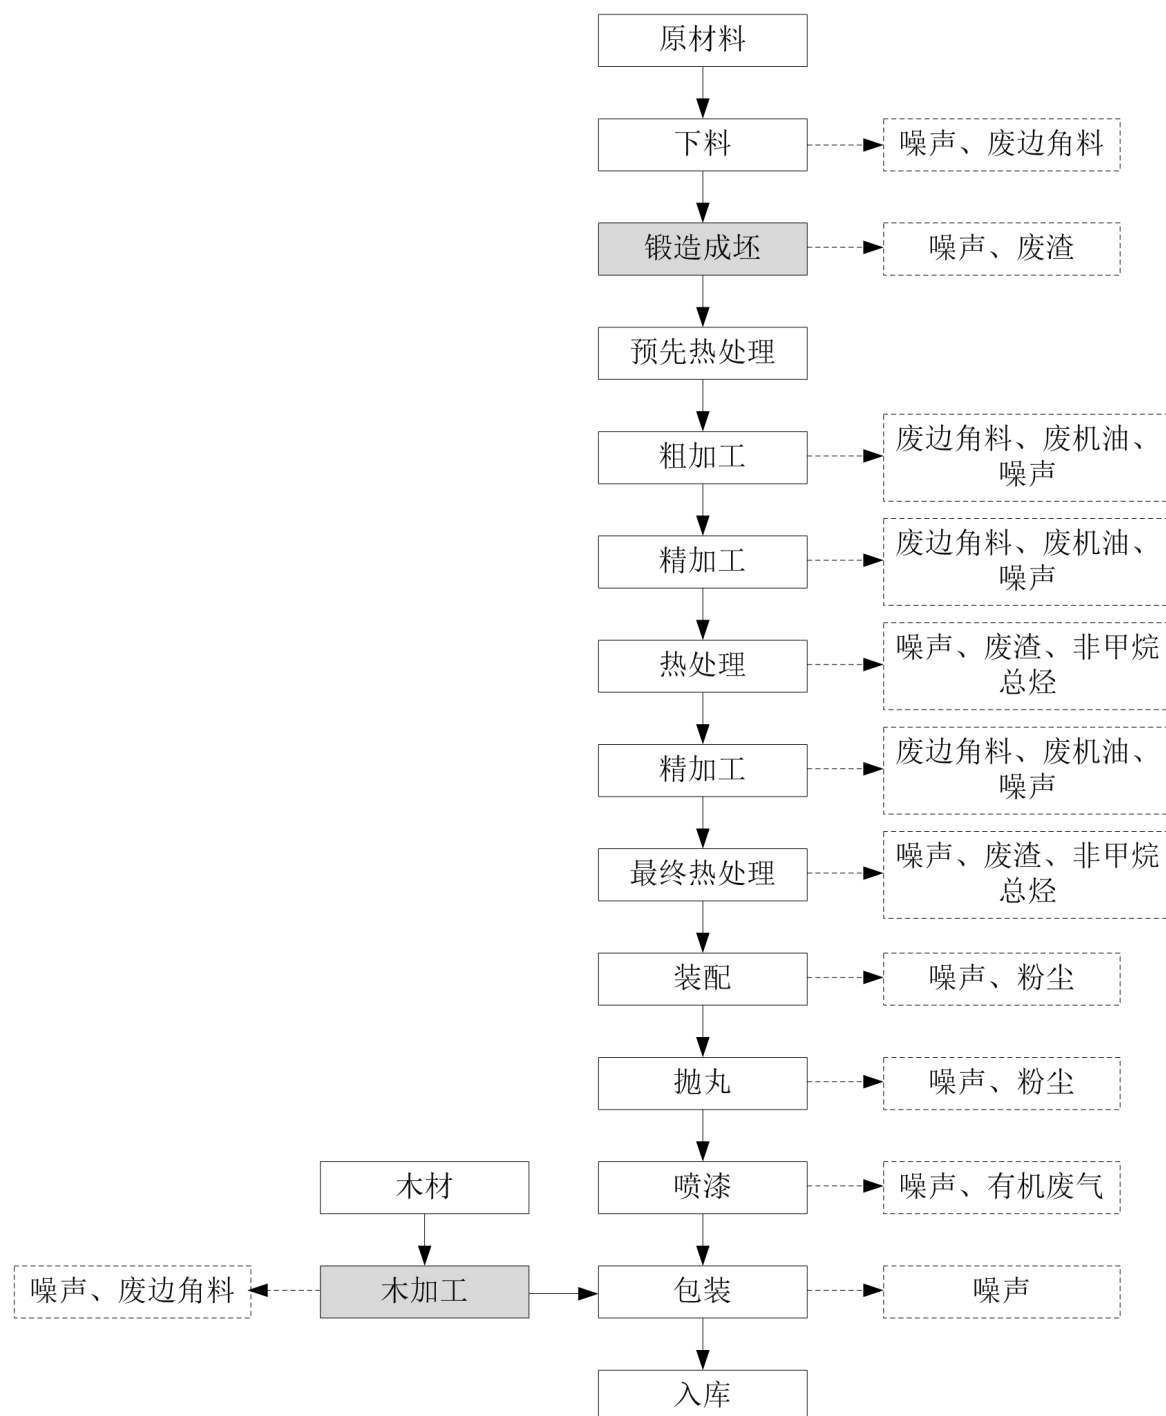 原材料
下料
噪声、废边角料
锻造成坯
噪声、废渣
预先热处理
粗加工
废边角料、废机油、
噪声
精加工
废边角料、废机油、
噪声
热处理
噪声、废渣、非甲烷
总烃
精加工
废边角料、废机油、
噪声
最终热处理
噪声、废渣、非甲烷
总烃
装配
噪声、粉尘
抛丸
噪声、粉尘
木材
喷漆
噪声、有机废气
噪声、废边角料
木加工
包装
噪声
入库